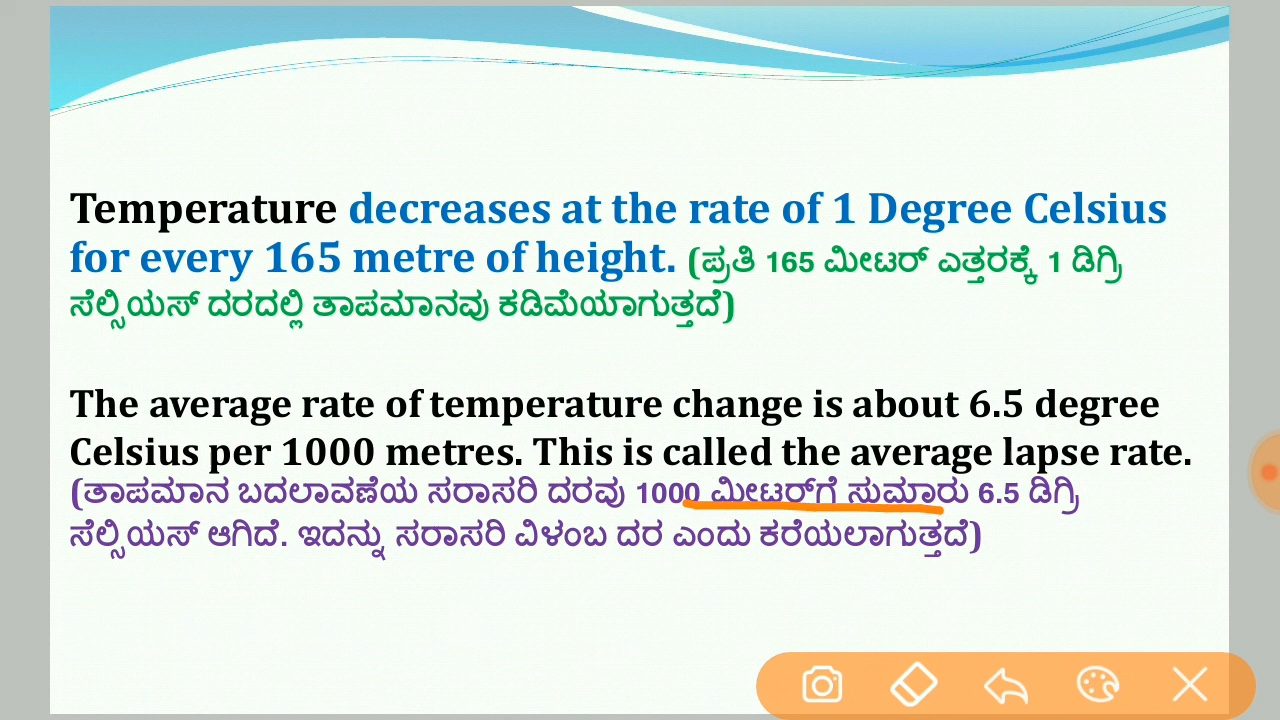 Temperature decreases at the rate of 1 Degree Celsius
for every 165 metre of height. (ಪ್ರತಿ 165 ಮೀಟರ್ ಎತ್ತರಕ್ಕೆ 1 ಡಿಗ್ರಿ
ಸೆಲ್ಸಿಯಸ್ ದರದಲ್ಲಿ ತಾಪಮಾನವು ಕಡಿಮೆಯಾಗುತ್ತದೆ)
The average rate of temperature change is about 6.5 degree
Celsius per 1000 metres. This is called the average lapse rate.
(ತಾಪಮಾನ ಬದಲಾವಣೆಯ ಸರಾಸರಿ ದರವು 1000 ಮೀಟರ್‌ಗೆ ಸುಮಾರು 6.5 ಡಿಗ್ರಿ
ಸೆಲ್ಸಿಯಸ್ ಆಗಿದೆ. ಇದನ್ನು ಸರಾಸರಿ ವಿಳಂಬ ದರ ಎಂದು ಕರೆಯಲಾಗುತ್ತದೆ)